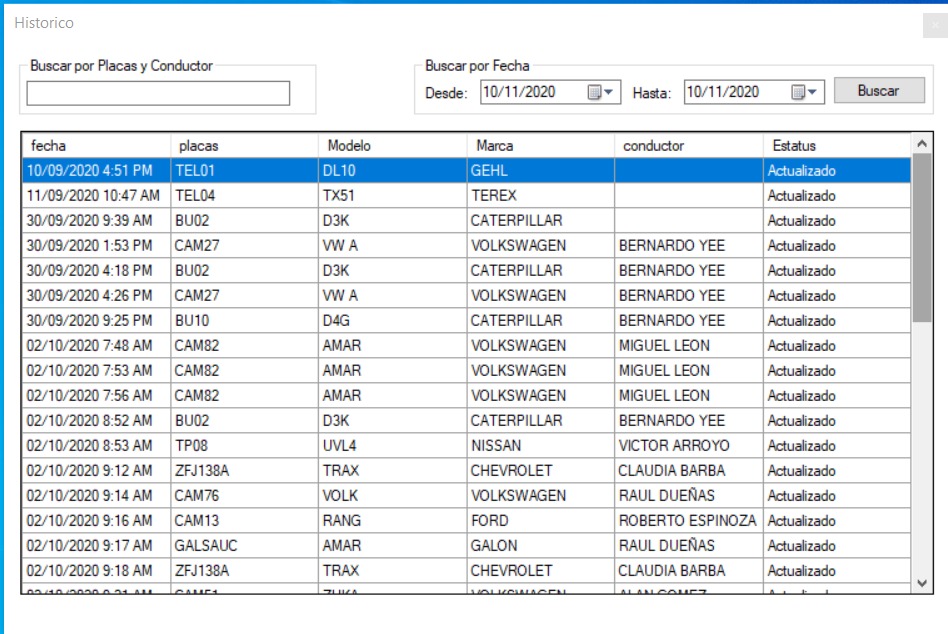 Historico
Buscar por Placas y Conductor
Buscar por Fecha
Desde: 10/11/2020 Hasta: 10/11/2020 Buscar
fecha placas Modelo Marca conductor Estatus
10/09/2020 4:51 PM TEL01 DL10 GEHL Actualizado
11/09/2020 10:47 AM TEL04 TX51 TEREX Actualizado
30/09/2020 9:39 AM BU02 D3K CATERPILLAR Actualizado
30/09/2020 1:53 PM CAM27 VW A VOLKSWAGEN BERNARDO YEE Actualizado
30/09/2020 4:18 PM BU02 D3K CATERPILLAR BERNARDO YEE Actualizado
30/09/2020 4:26 PM CAM27 VW A VOLKSWAGEN BERNARDO YEE Actualizado
30/09/2020 9:25 PM BU10 D4G CATERPILLAR BERNARDO YEE Actualizado
02/10/2020 7:48 AM CAM82 AMAR VOLKSWAGEN MIGUEL LEON Actualizado
02/10/2020 7:53 AM CAM82 AMAR VOLKSWAGEN MIGUEL LEON Actualizado
02/10/2020 7:56 AM CAM82 AMAR VOLKSWAGEN MIGUEL LEON Actualizado
02/10/2020 8:52 AM BU02 D3K CATERPILLAR BERNARDO YEE Actualizado
02/10/2020 8:53 AM TP08 UVL4 NISSAN VICTOR ARROYO Actualizado
02/10/2020 9:12 AM ZFJ138A TRAX CHEVROLET CLAUDIA BARBA Actualizado
02/10/2020 9:14 AM CAM76 VOLK VOLKSWAGEN RAUL DUEÑAS Actualizado
02/10/2020 9:16 AM CAM13 RANG FORD ROBERTO ESPINOZA Actualizado
02/10/2020 9:17 AM GALSAUC AMAR GALON RAUL DUEÑAS Actualizado
02/10/2020 9:18 AM ZFJ138A TRAX CHEVROLET CLAUDIA BARBA Actualizado